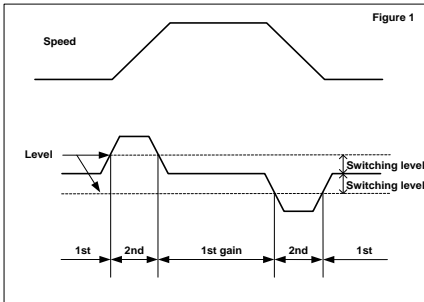 Figure 1
Speed
Level
Switching level
Switching level
1st 2nd 1st gain 2nd 1st